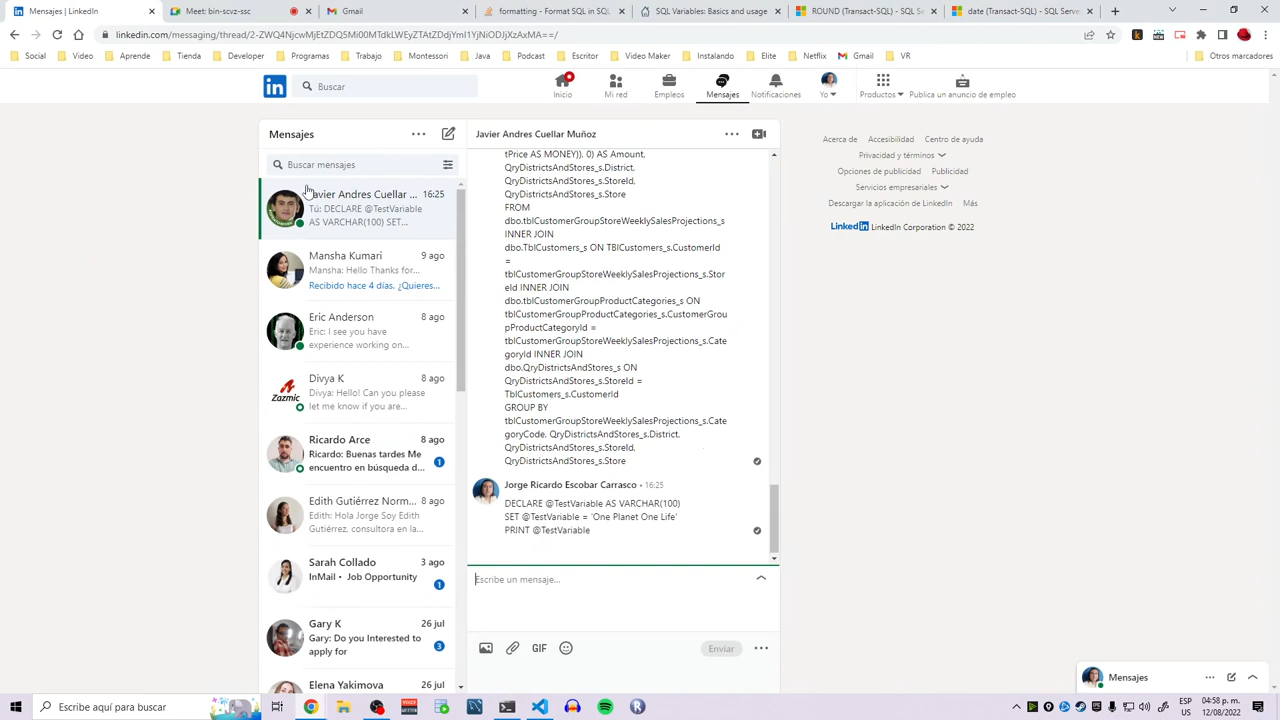 Mensajes | LinkedIn
Meet: bin-scvz-ssc
Gmail
formatting - Format SQL in SQL
SQL Variables: Basics and usage
ROUND (Transact-SQL) - SQL Se
date (Transact-SQL) - SQL Serve
linkedin.com/messaging/thread/2-ZWQ4NjcwMjEtZDQ5Mi00MTdkLWEyZTAtZDdjYmI1YjNiODJjXzAxMA==/
Social
Video
Aprende
Tienda
Developer
Programas
Trabajo
Montessori
Java
Podcast
Escritor
Video Maker
Instalando
Elite
Netflix
Gmail
VR
Otros marcadores
in
Buscar
Inicio
Mi red
Empleos
Mensajes
Notificaciones
Yo
Productos
Publica un anuncio de empleo
Mensajes
Buscar mensajes
Javier Andres Cuellar ... 16:25
Tú: DECLARE @TestVariable
AS VARCHAR(100) SET...
Mansha Kumari 9 ago
Mansha: Hello Thanks for...
Recibido hace 4 días. ¿Quieres...
Eric Anderson 8 ago
Eric: I see you have
experience working on...
Zazmic
Divya K 8 ago
Divya: Hello! Can you please
let me know if you are...
Ricardo Arce 8 ago
Ricardo: Buenas tardes Me
encuentro en búsqueda d... 1
Edith Gutiérrez Norm... 8 ago
Edith: Hola Jorge Soy Edith
Gutiérrez, consultora en la...
Sarah Collado 3 ago
InMail • Job Opportunity 1
Gary K 26 jul
Gary: Do you Interested to
apply for 3
Elena Yakimova 26 jul
Javier Andres Cuellar Muñoz
tPrice AS MONEY)), 0) AS Amount,
QryDistrictsAndStores_s.District,
QryDistrictsAndStores_s.StoreId,
QryDistrictsAndStores_s.Store
FROM
dbo.tblCustomerGroupStoreWeeklySalesProjections_s
INNER JOIN
dbo.TblCustomers_s ON TblCustomers_s.CustomerId
=
tblCustomerGroupStoreWeeklySalesProjections_s.Stor
eId INNER JOIN
dbo.tblCustomerGroupProductCategories_s ON
tblCustomerGroupProductCategories_s.CustomerGrou
pProductCategoryId =
tblCustomerGroupStoreWeeklySalesProjections_s.Cate
goryId INNER JOIN
dbo.QryDistrictsAndStores_s ON
QryDistrictsAndStores_s.StoreId =
TblCustomers_s.CustomerId
GROUP BY
tblCustomerGroupStoreWeeklySalesProjections_s.Cate
goryCode, QryDistrictsAndStores_s.District,
QryDistrictsAndStores_s.StoreId,
QryDistrictsAndStores_s.Store
Jorge Ricardo Escobar Carrasco • 16:25
DECLARE @TestVariable AS VARCHAR(100)
SET @TestVariable = 'One Planet One Life'
PRINT @TestVariable
Escribe un mensaje...
GIF
Enviar
Acerca de
Accesibilidad
Centro de ayuda
Privacidad y términos
Opciones de publicidad
Publicidad
Servicios empresariales
Descargar la aplicación de LinkedIn
Más
LinkedIn LinkedIn Corporation © 2022
Mensajes
Escribe aquí para buscar
ESP
US
04:58 p. m.
12/08/2022